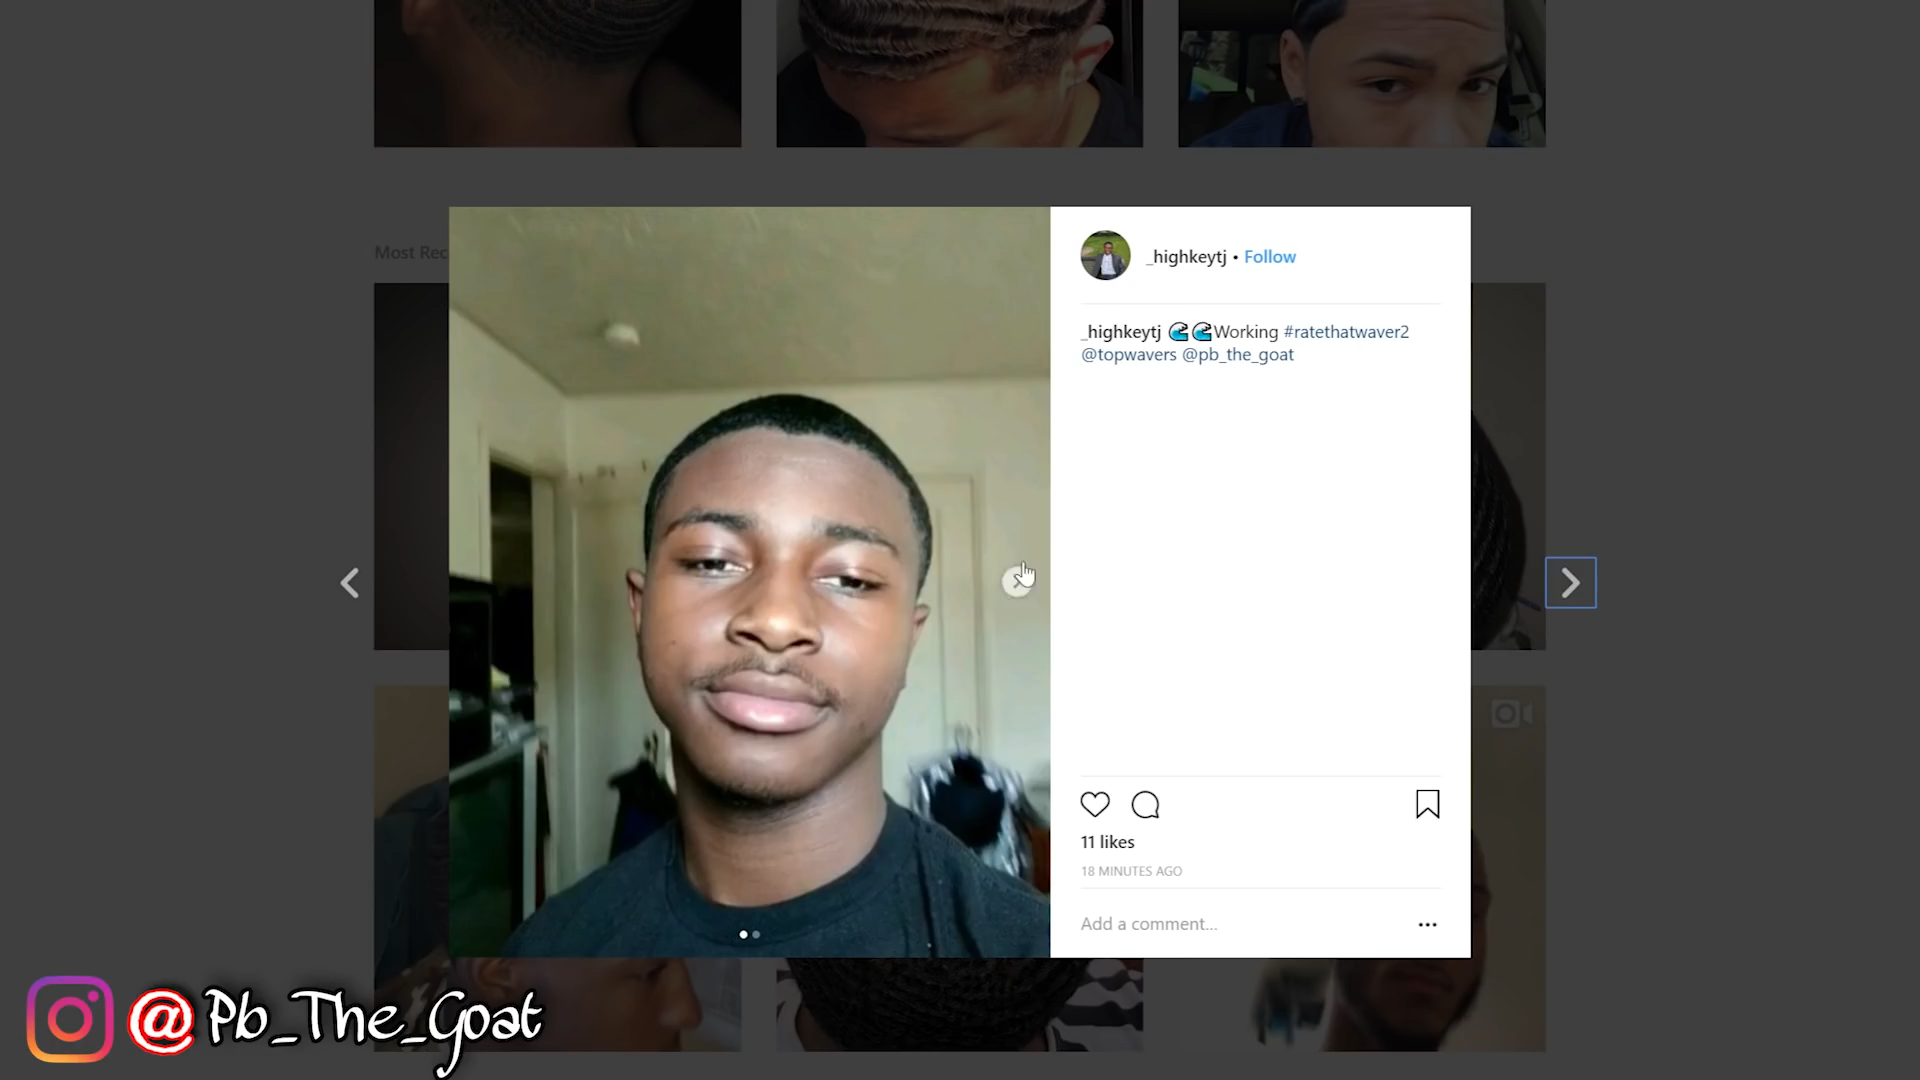 Most Rec
_highkeytj • Follow
_highkeytj 🌊🌊Working #ratethatwaver2
@topwavers @pb_the_goat
11 likes
18 MINUTES AGO
Add a comment...
@Pb_The_Goat